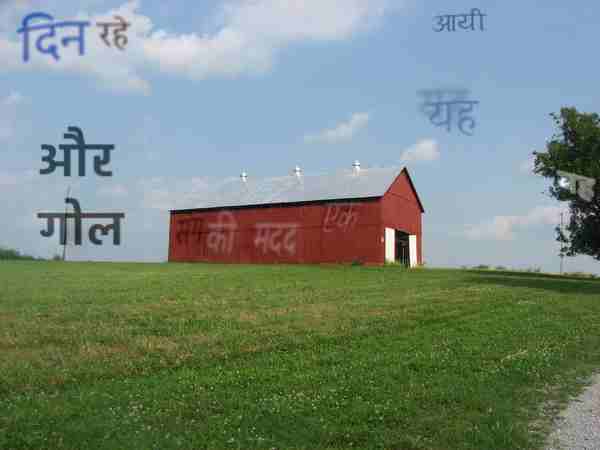 दिन रहे
आयी
यह
और
गोल
की मदद एक